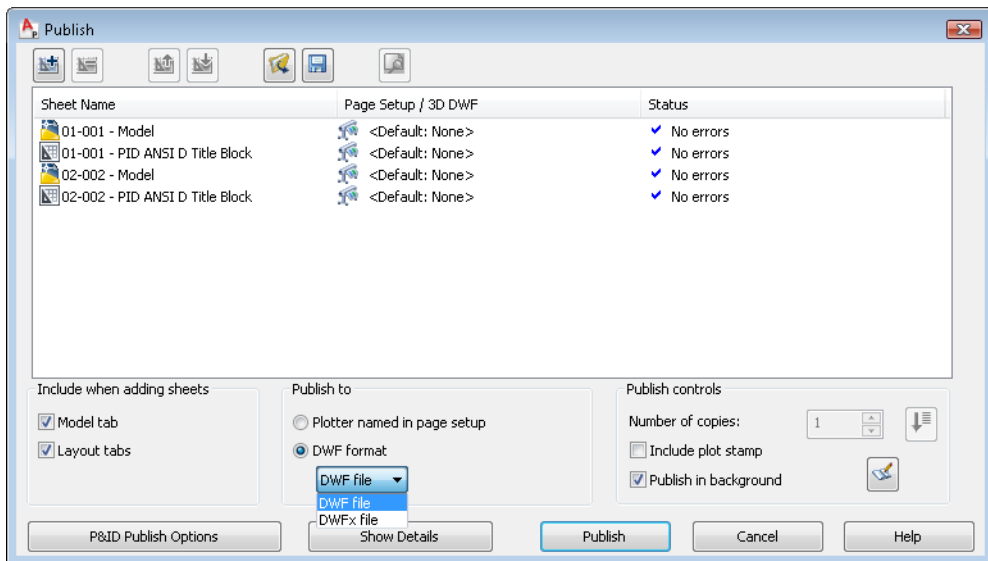 Publish
Sheet Name Page Setup / 3D DWF Status
01-001 - Model <Default: None> No errors
01-001 - PID ANSI D Title Block <Default: None> No errors
02-002 - Model <Default: None> No errors
02-002 - PID ANSI D Title Block <Default: None> No errors
Include when adding sheets
Model tab
Layout tabs
Publish to
Plotter named in page setup
DWF format
DWF file
DWF file
DWFx file
Publish controls
Number of copies: 1
Include plot stamp
Publish in background
P&ID Publish Options Show Details Publish Cancel Help